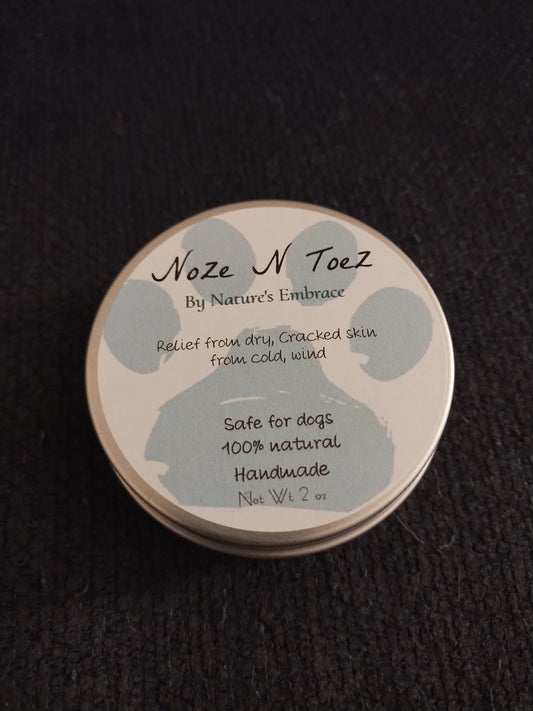 Noze N Toez
By Nature's Embrace
Relief from dry, Cracked skin
from cold, wind
Safe for dogs
100% natural
Handmade
Net Wt 2 oz